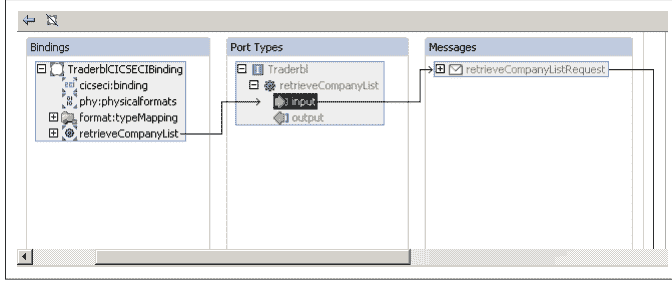 Bindings
TraderblCICSECIBinding
cicseci:binding
phy:physicalformats
format:typeMapping
retrieveCompanyList
Port Types
Traderbl
retrieveCompanyList
input
output
Messages
retrieveCompanyListRequest